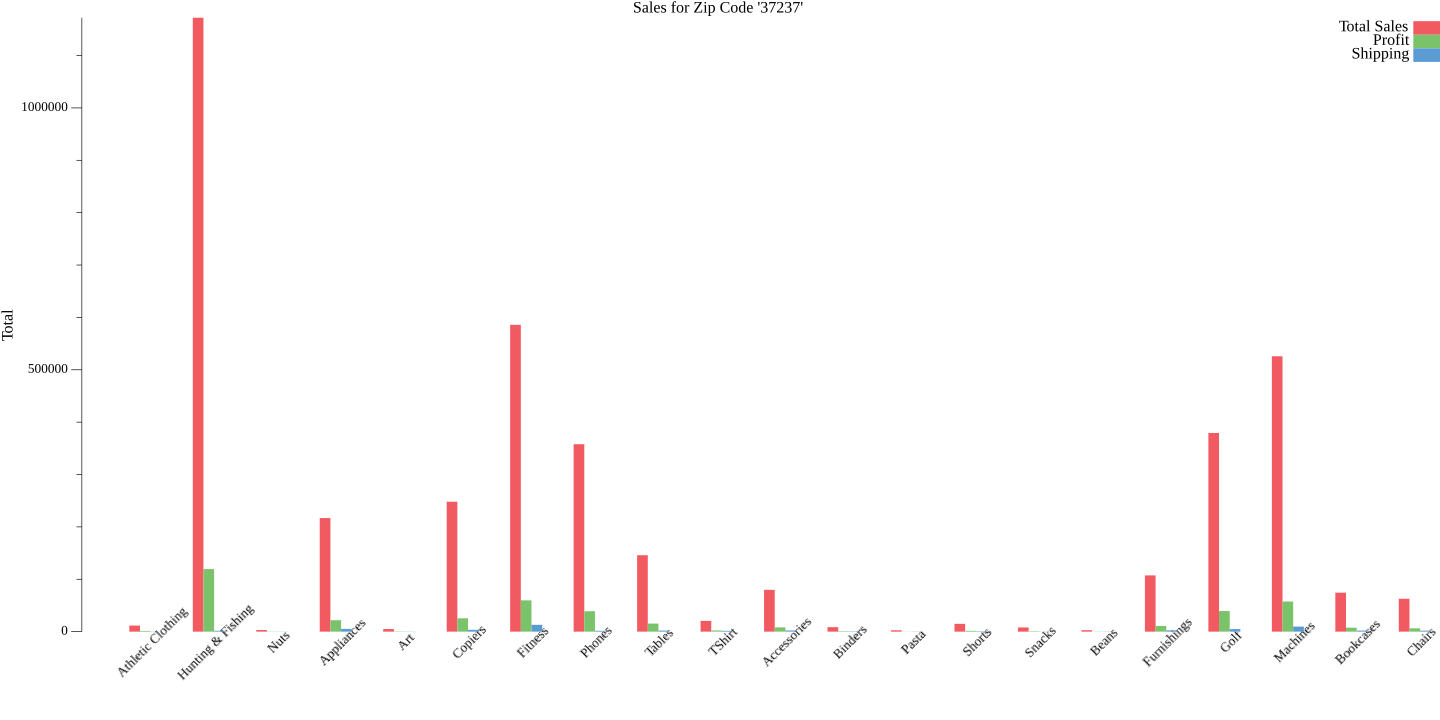 Sales for Zip Code '37237'
Total Sales
Profit
Shipping
1000000
500000
0
Total
Athletic Clothing
Hunting & Fishing
Nuts
Appliances
Art
Copiers
Fitness
Phones
Tables
TShirt
Accessories
Binders
Pasta
Shorts
Snacks
Beans
Furnishings
Golf
Machines
Bookcases
Chairs